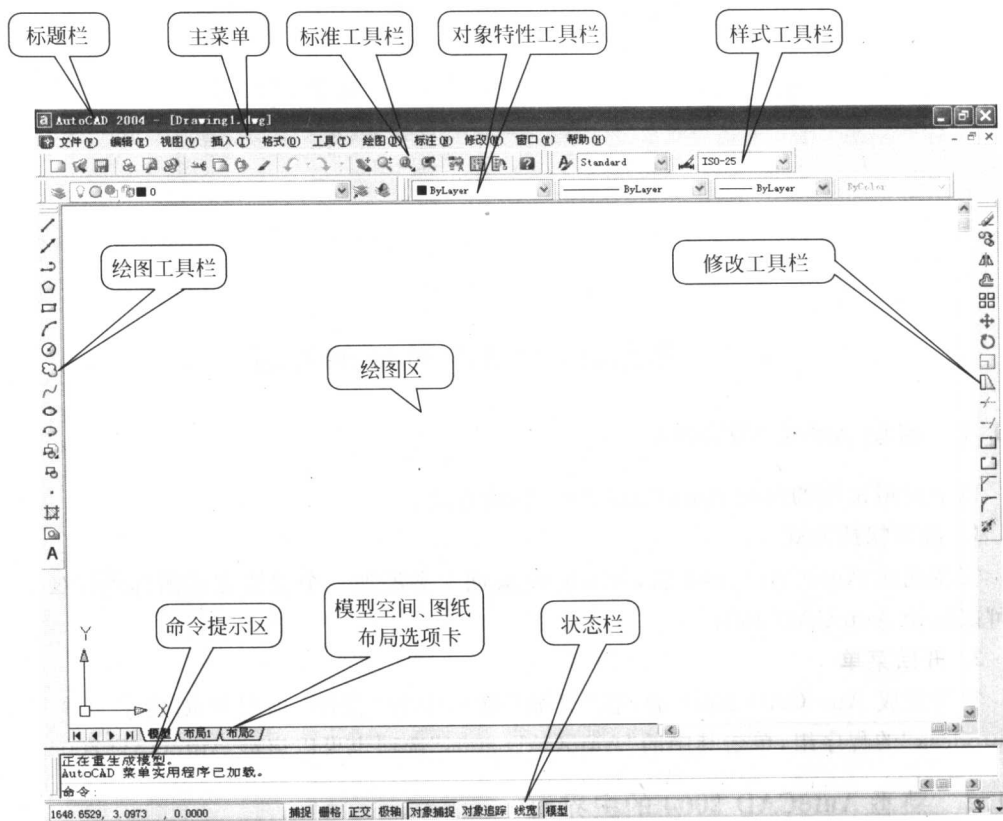 标题栏
主菜单
标准工具栏
对象特性工具栏
样式工具栏
AutoCAD 2004 - [Drawing1.dwg]
文件(F) 编辑(E) 视图(V) 插入(I) 格式(O) 工具(T) 绘图(D) 标注(N) 修改(M) 窗口(W) 帮助(H)
Standard ISO-25
0 ByLayer ByLayer ByLayer ByColor
绘图工具栏
修改工具栏
绘图区
A
命令提示区
模型空间、图纸
布局选项卡
状态栏
Y
X
模型 布局1 布局2
正在重生成模型。
AutoCAD 菜单实用程序已加载。
命令:
1648.6529, 3.0973 , 0.0000 捕捉 栅格 正交 极轴 对象捕捉 对象追踪 线宽 模型